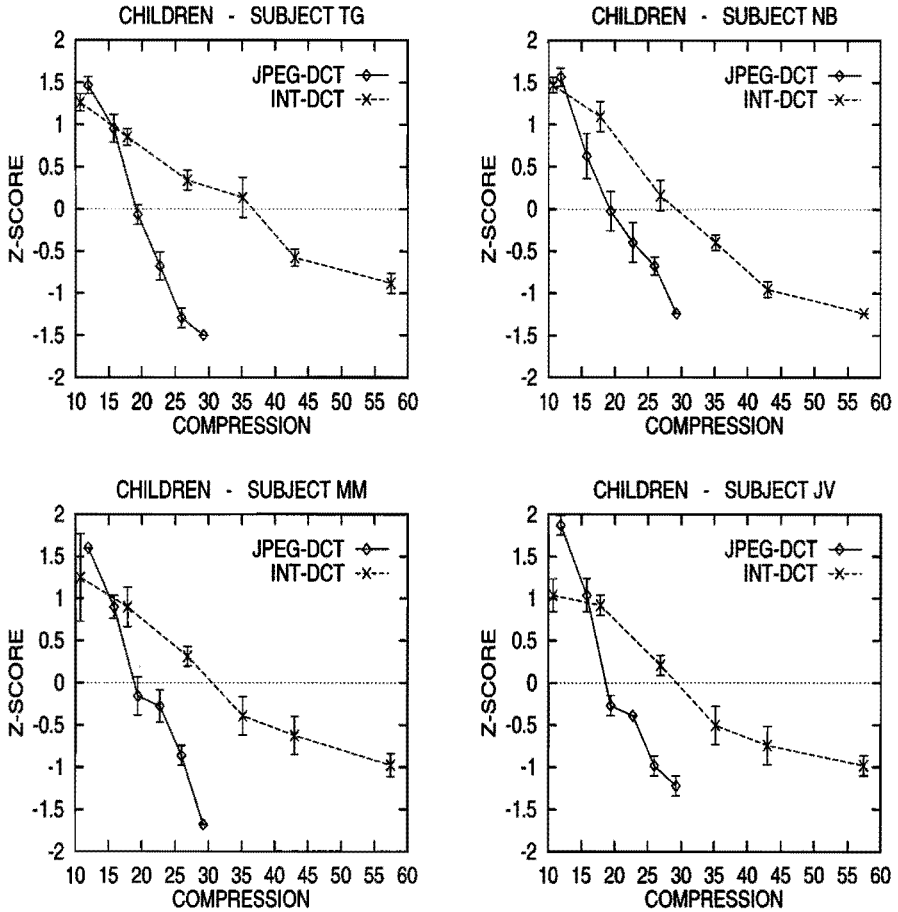 CHILDREN - SUBJECT TG
2
1.5
1
0.5
0
-0.5
-1
-1.5
-2
Z-SCORE
JPEG-DCT
INT-DCT
10 15 20 25 30 35 40 45 50 55 60
COMPRESSION
CHILDREN - SUBJECT NB
2
1.5
1
0.5
0
-0.5
-1
-1.5
-2
Z-SCORE
JPEG-DCT
INT-DCT
10 15 20 25 30 35 40 45 50 55 60
COMPRESSION
CHILDREN - SUBJECT MM
2
1.5
1
0.5
0
-0.5
-1
-1.5
-2
Z-SCORE
JPEG-DCT
INT-DCT
10 15 20 25 30 35 40 45 50 55 60
COMPRESSION
CHILDREN - SUBJECT JV
2
1.5
1
0.5
0
-0.5
-1
-1.5
-2
Z-SCORE
JPEG-DCT
INT-DCT
10 15 20 25 30 35 40 45 50 55 60
COMPRESSION